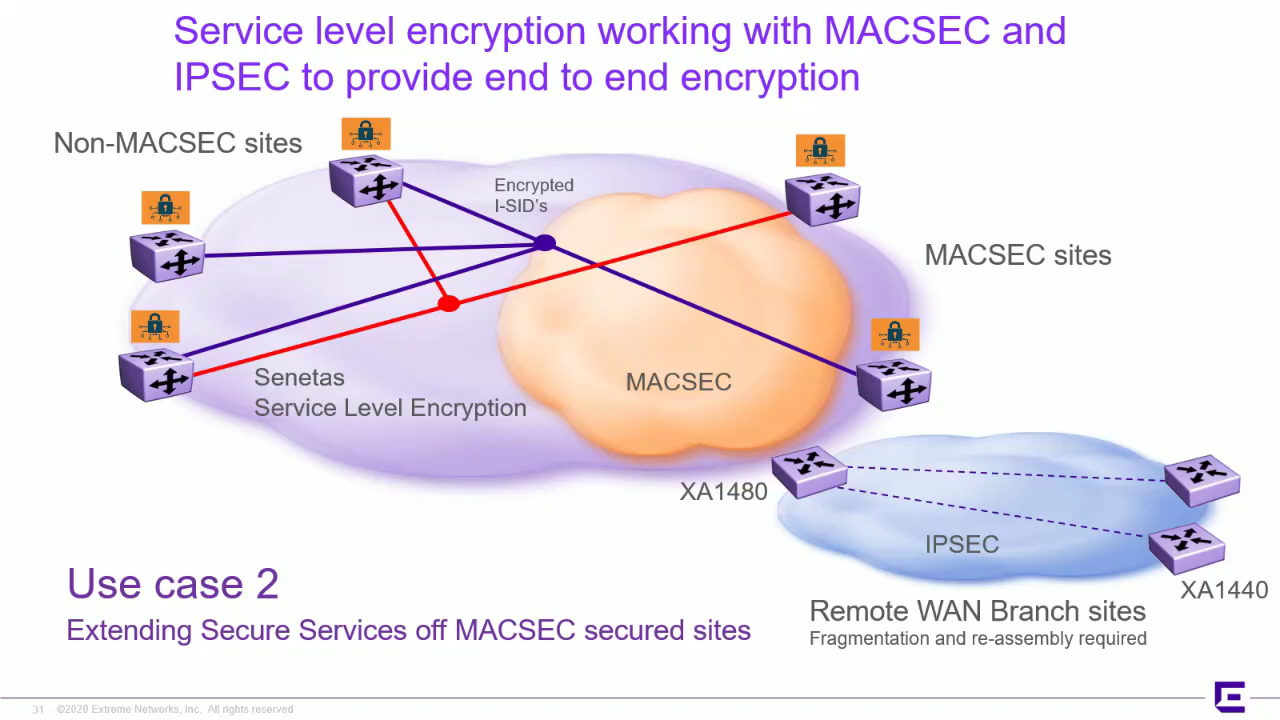 Service level encryption working with MACSEC and
IPSEC to provide end to end encryption
Non-MACSEC sites
Encrypted
I-SID's
MACSEC sites
Senetas
Service Level Encryption
MACSEC
XA1480
IPSEC
XA1440
Use case 2
Extending Secure Services off MACSEC secured sites
Remote WAN Branch sites
Fragmentation and re-assembly required
31 ©2020 Extreme Networks, Inc. All rights reserved